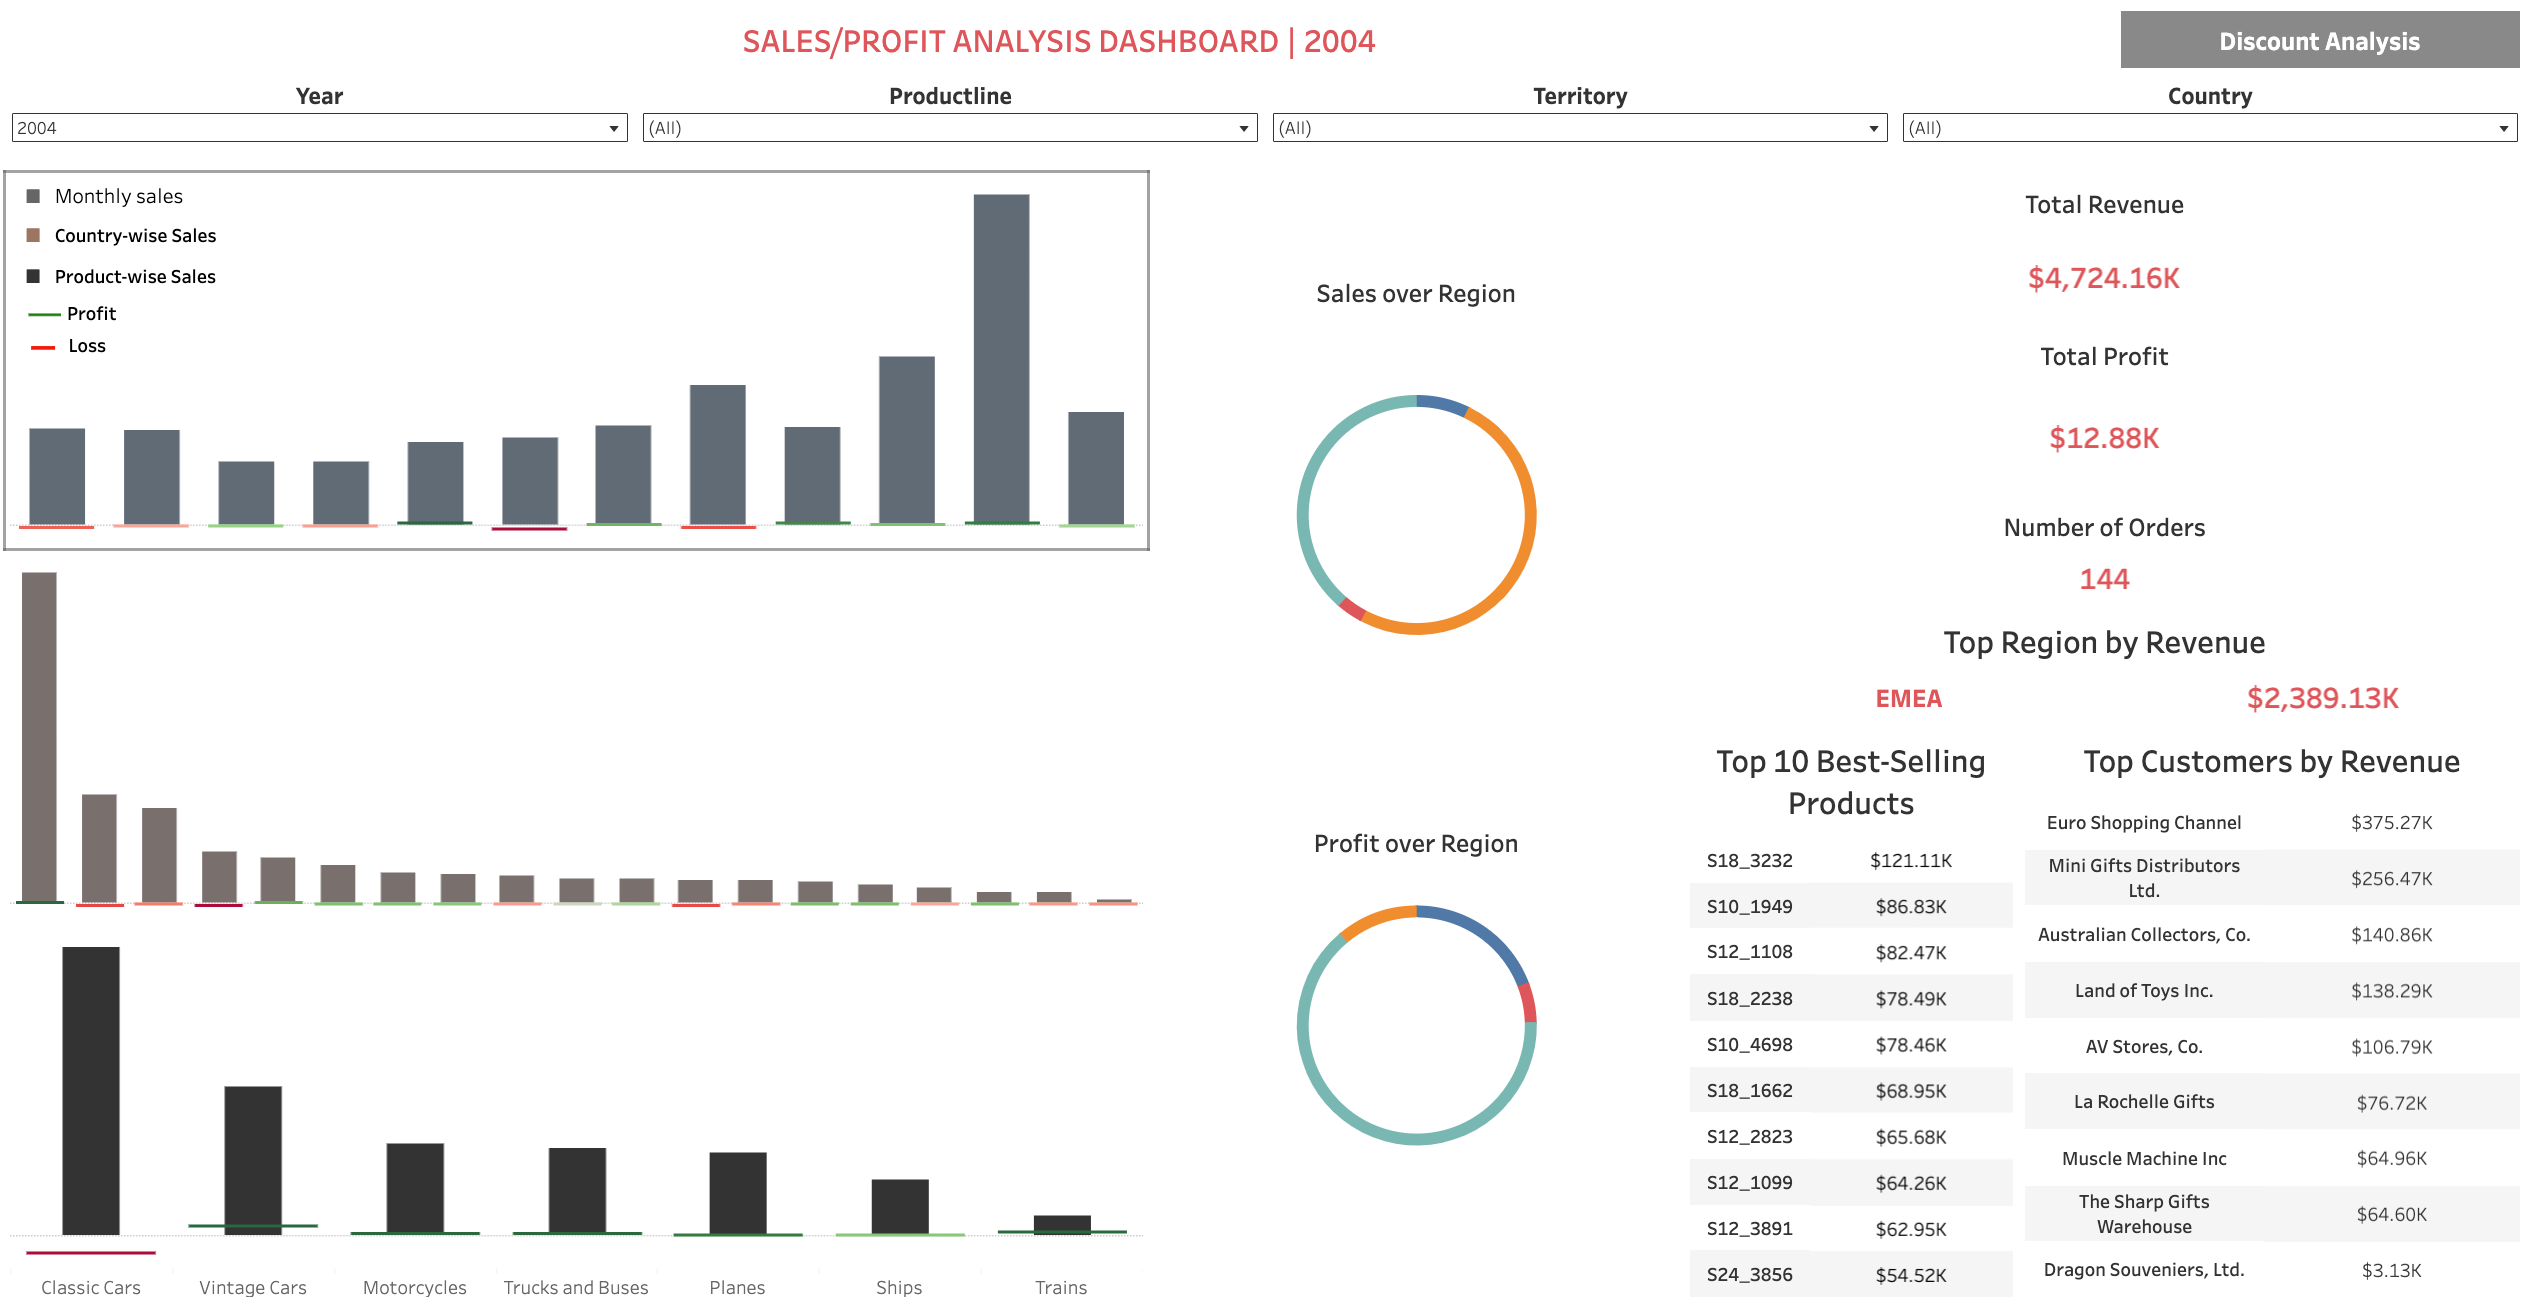 SALES/PROFIT ANALYSIS DASHBOARD | 2004
Discount Analysis
Year
Productline
Territory
Country
2004
(All)
(All)
(All)
Monthly sales
Country-wise Sales
Product-wise Sales
Profit
Loss
Classic Cars
Vintage Cars
Motorcycles
Trucks and Buses
Planes
Ships
Trains
Sales over Region
Profit over Region
Total Revenue
$4,724.16K
Total Profit
$12.88K
Number of Orders
144
Top Region by Revenue
EMEA $2,389.13K
Top 10 Best-Selling
Products
S18_3232 $121.11K
S10_1949 $86.83K
S12_1108 $82.47K
S18_2238 $78.49K
S10_4698 $78.46K
S18_1662 $68.95K
S12_2823 $65.68K
S12_1099 $64.26K
S12_3891 $62.95K
S24_3856 $54.52K
Top Customers by Revenue
Euro Shopping Channel $375.27K
Mini Gifts Distributors
Ltd. $256.47K
Australian Collectors, Co. $140.86K
Land of Toys Inc. $138.29K
AV Stores, Co. $106.79K
La Rochelle Gifts $76.72K
Muscle Machine Inc $64.96K
The Sharp Gifts
Warehouse $64.60K
Dragon Souveniers, Ltd. $3.13K